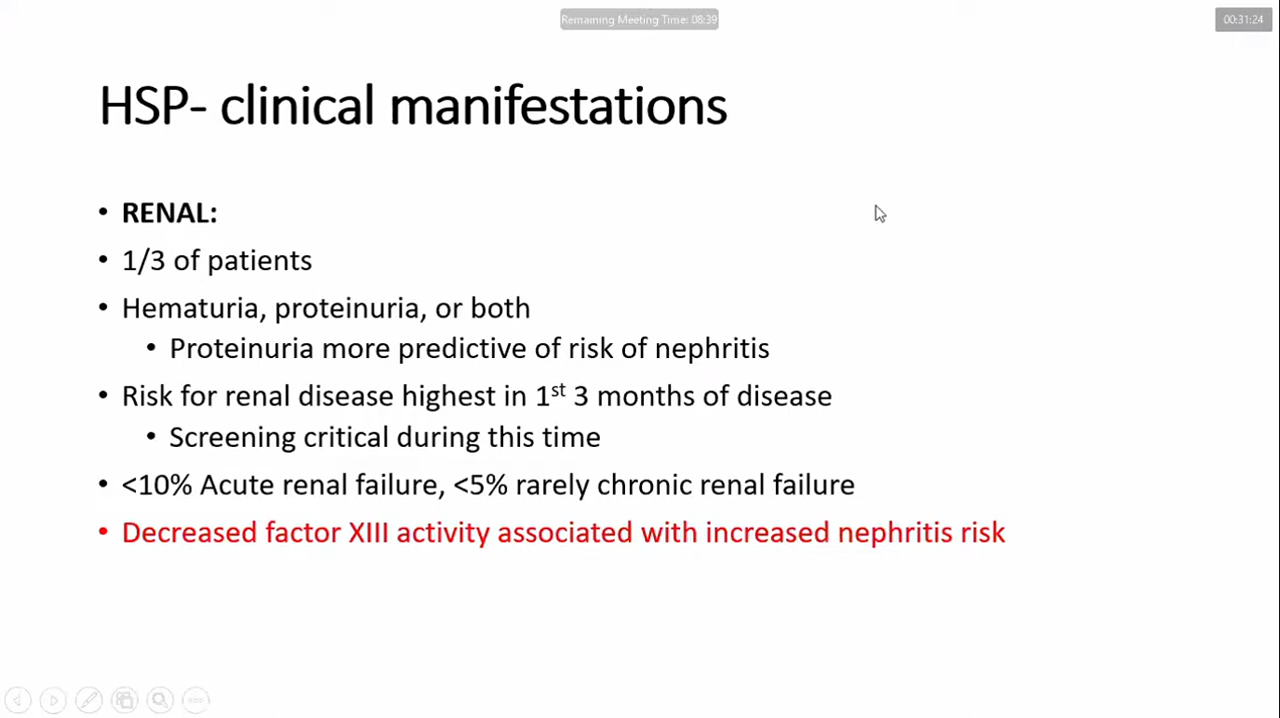 Remaining Meeting Time: 08:39
00:31:24
HSP- clinical manifestations
• RENAL:
• 1/3 of patients
• Hematuria, proteinuria, or both
• Proteinuria more predictive of risk of nephritis
• Risk for renal disease highest in 1st 3 months of disease
• Screening critical during this time
• <10% Acute renal failure, <5% rarely chronic renal failure
• Decreased factor XIII activity associated with increased nephritis risk